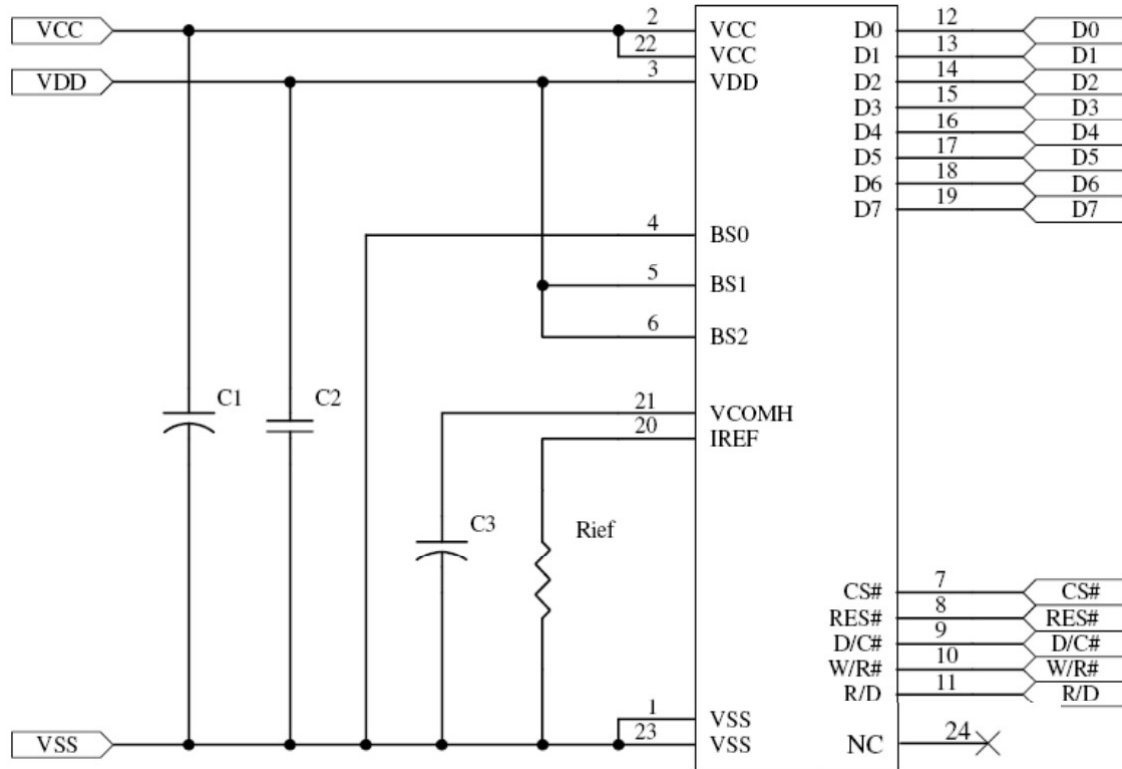 VCC 2 VCC D0 12 D0
22 VCC D1 13 D1
VDD 3 VDD D2 14 D2
D3 15 D3
D4 16 D4
D5 17 D5
D6 18 D6
D7 19 D7
4 BS0
5 BS1
6 BS2
C1 C2
21 VCOMH
20 IREF
C3 Rief
CS# 7 CS#
RES# 8 RES#
D/C# 9 D/C#
W/R# 10 W/R#
R/D 11 R/D
1 VSS
VSS 23 VSS NC 24